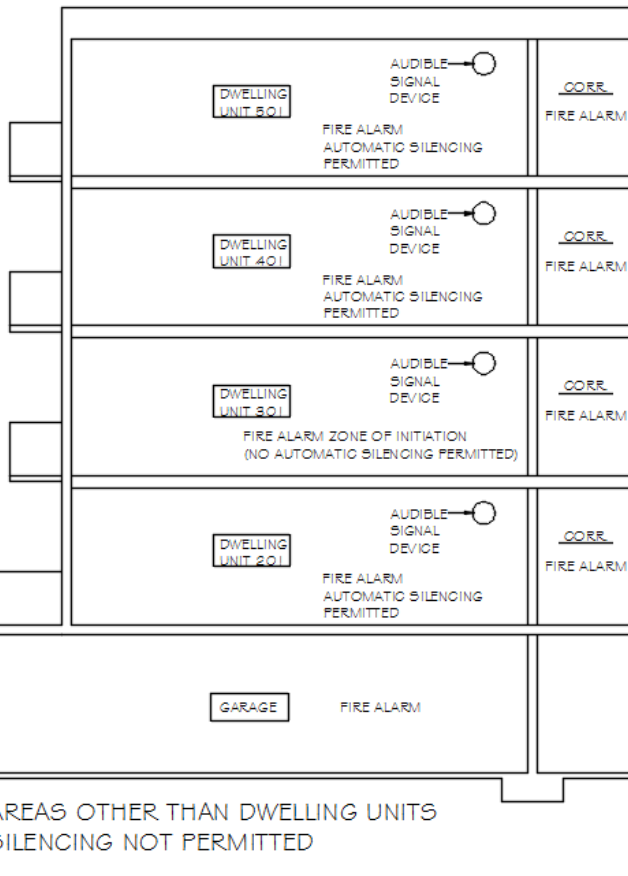 AUDIBLE
SIGNAL
DEVICE
DWELLING
UNIT 501
CORR.
FIRE ALARM
FIRE ALARM
AUTOMATIC SILENCING
PERMITTED
AUDIBLE
SIGNAL
DEVICE
DWELLING
UNIT 401
CORR.
FIRE ALARM
FIRE ALARM
AUTOMATIC SILENCING
PERMITTED
AUDIBLE
SIGNAL
DEVICE
DWELLING
UNIT 301
CORR.
FIRE ALARM
FIRE ALARM ZONE OF INITIATION
(NO AUTOMATIC SILENCING PERMITTED)
AUDIBLE
SIGNAL
DEVICE
DWELLING
UNIT 201
CORR.
FIRE ALARM
FIRE ALARM
AUTOMATIC SILENCING
PERMITTED
GARAGE FIRE ALARM
AREAS OTHER THAN DWELLING UNITS
SILENCING NOT PERMITTED